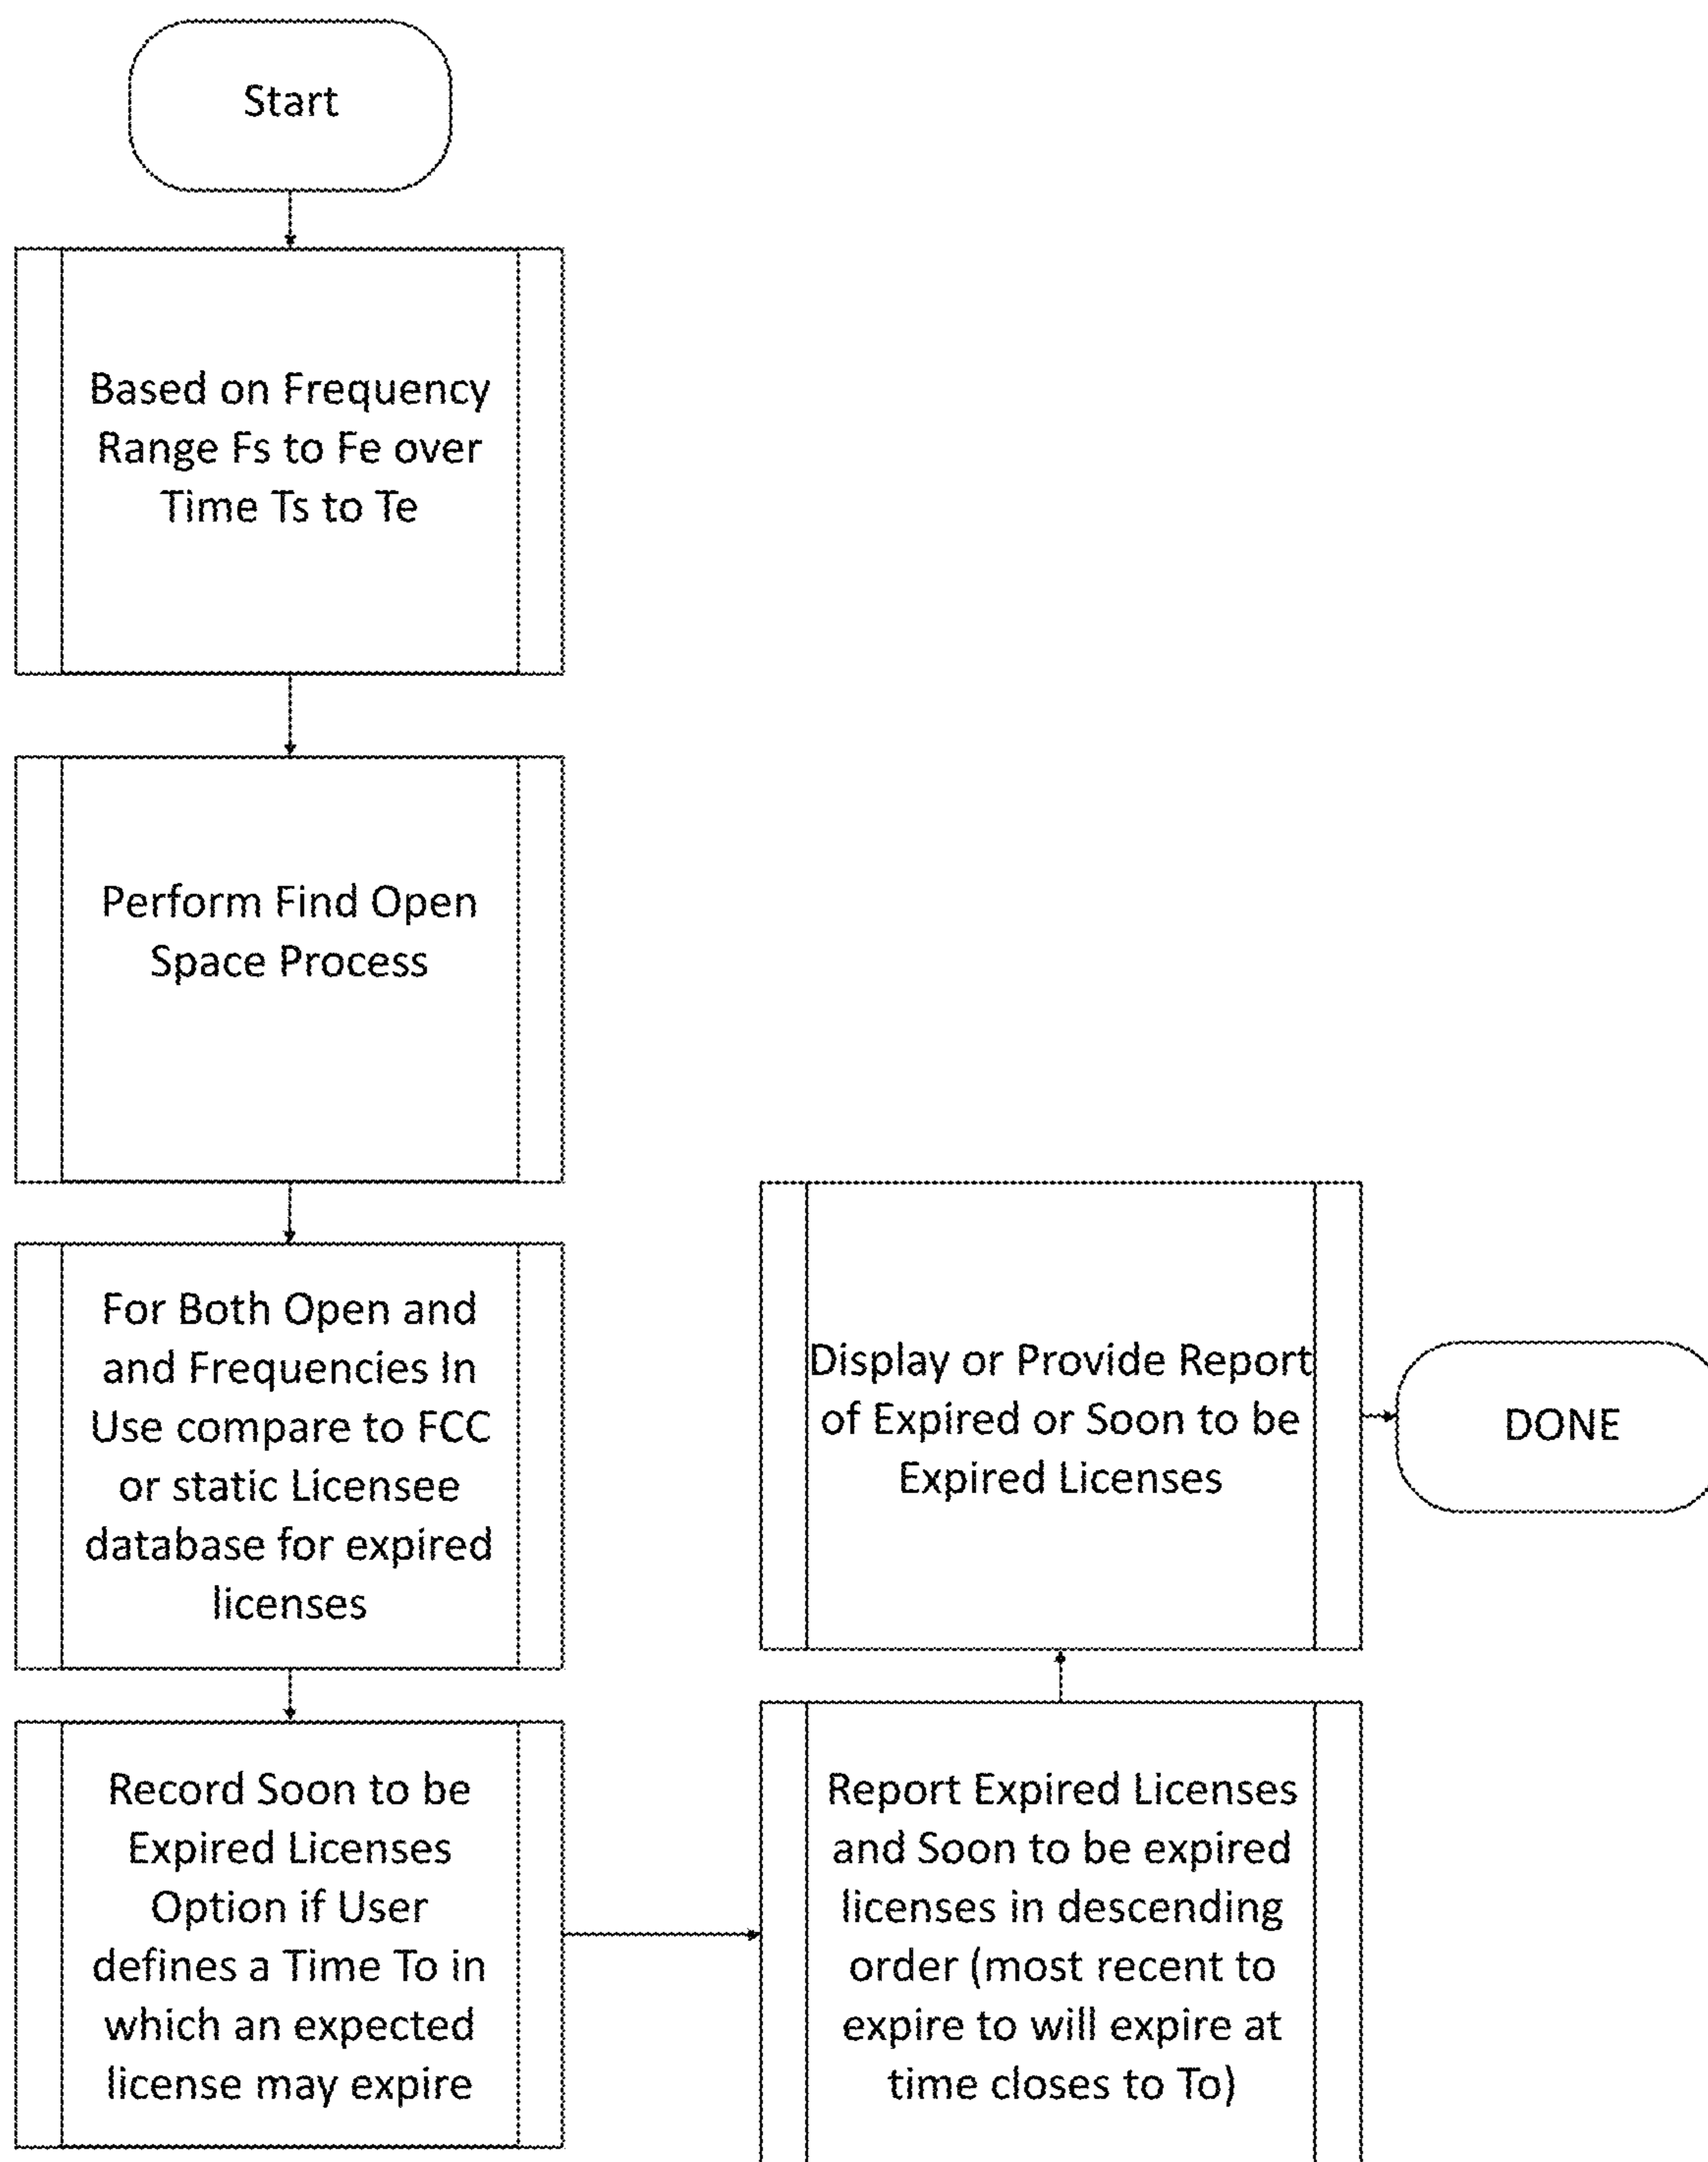 Start
Based on Frequency
Range Fs to Fe over
Time Ts to Te
Perform Find Open
Space Process
For Both Open and
and Frequencies In
Use compare to FCC
or static Licensee
database for expired
licenses
Record Soon to be
Expired Licenses
Option if User
defines a Time To in
which an expected
license may expire
Report Expired Licenses
and Soon to be expired
licenses in descending
order (most recent to
expire to will expire at
time closes to To)
Display or Provide Report
of Expired or Soon to be
Expired Licenses
DONE